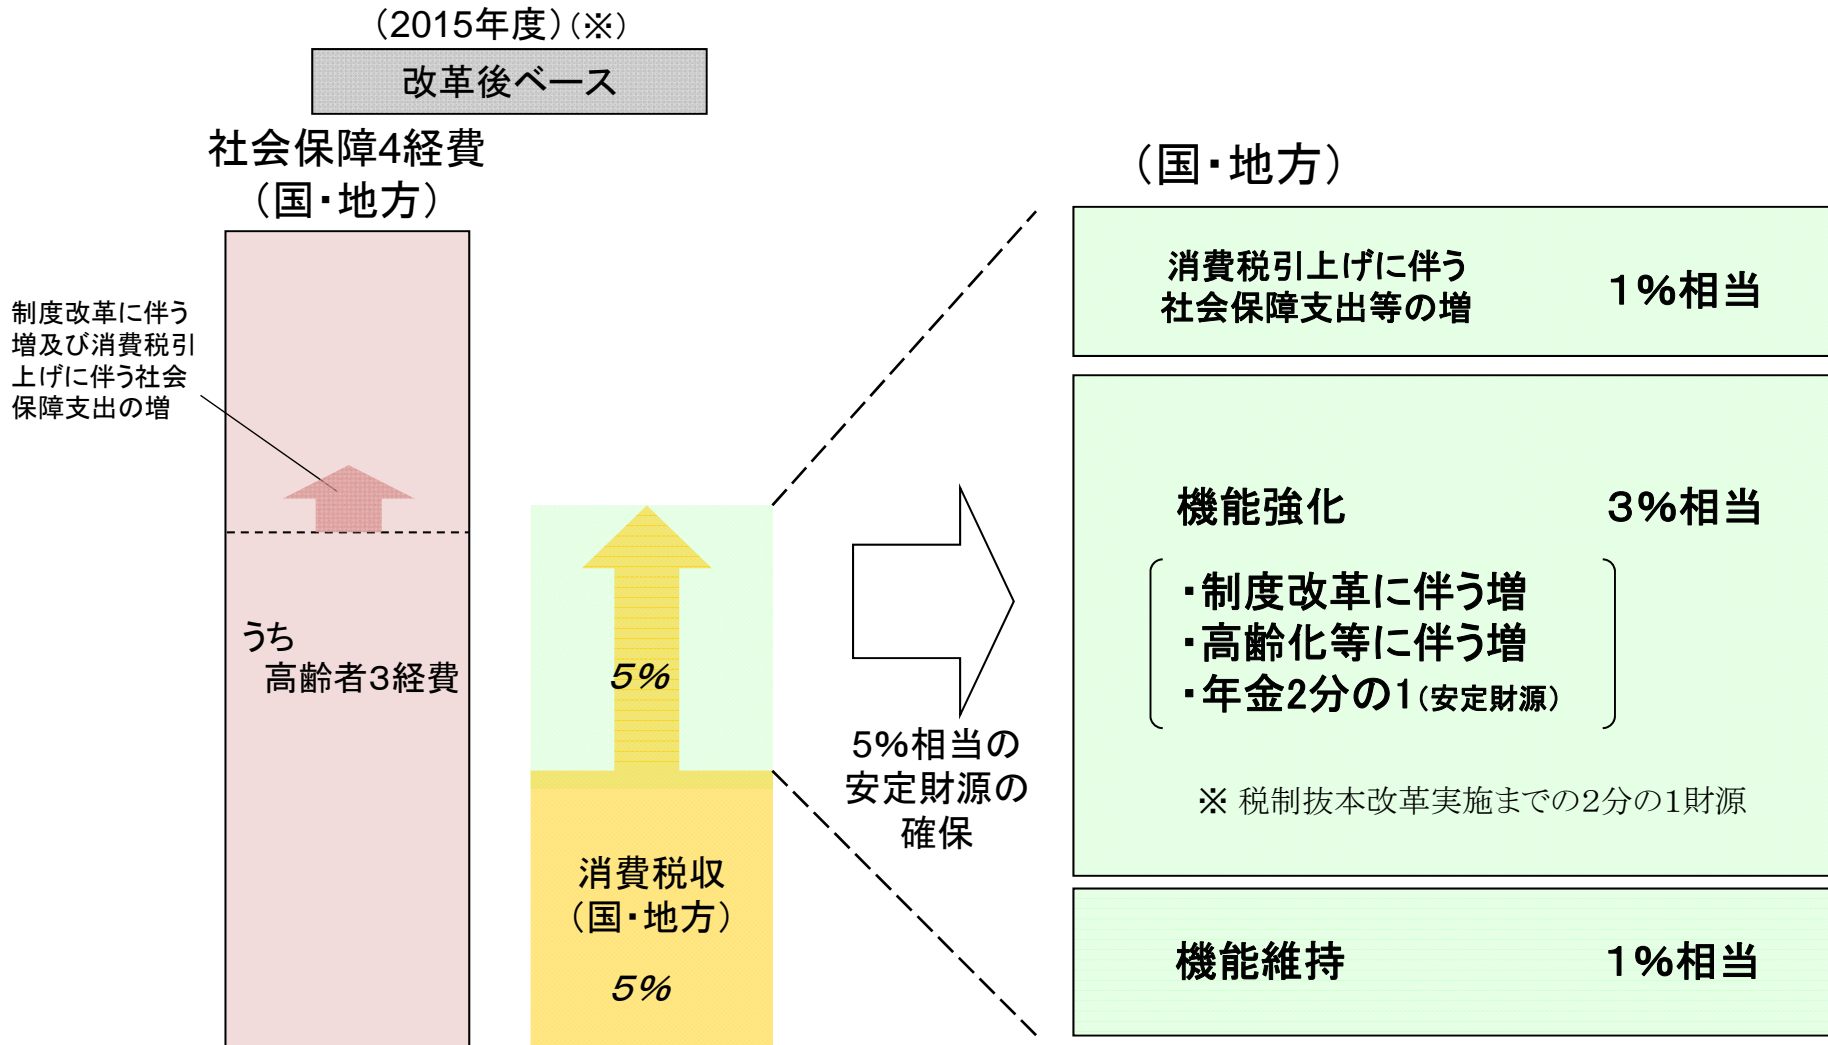 （2015年度）（※）
改革後ベース
社会保障4経費
（国・地方）
制度改革に伴う
増及び消費税引
上げに伴う社会
保障支出の増
うち
高齢者3経費
5%
消費税収
（国・地方）
5%
5%相当の
安定財源の
確保
（国・地方）
消費税引上げに伴う
社会保障支出等の増
1%相当
機能強化 3%相当
・制度改革に伴う増
・高齢化等に伴う増
・年金2分の1（安定財源）
※ 税制抜本改革実施までの2分の1財源
機能維持 1%相当